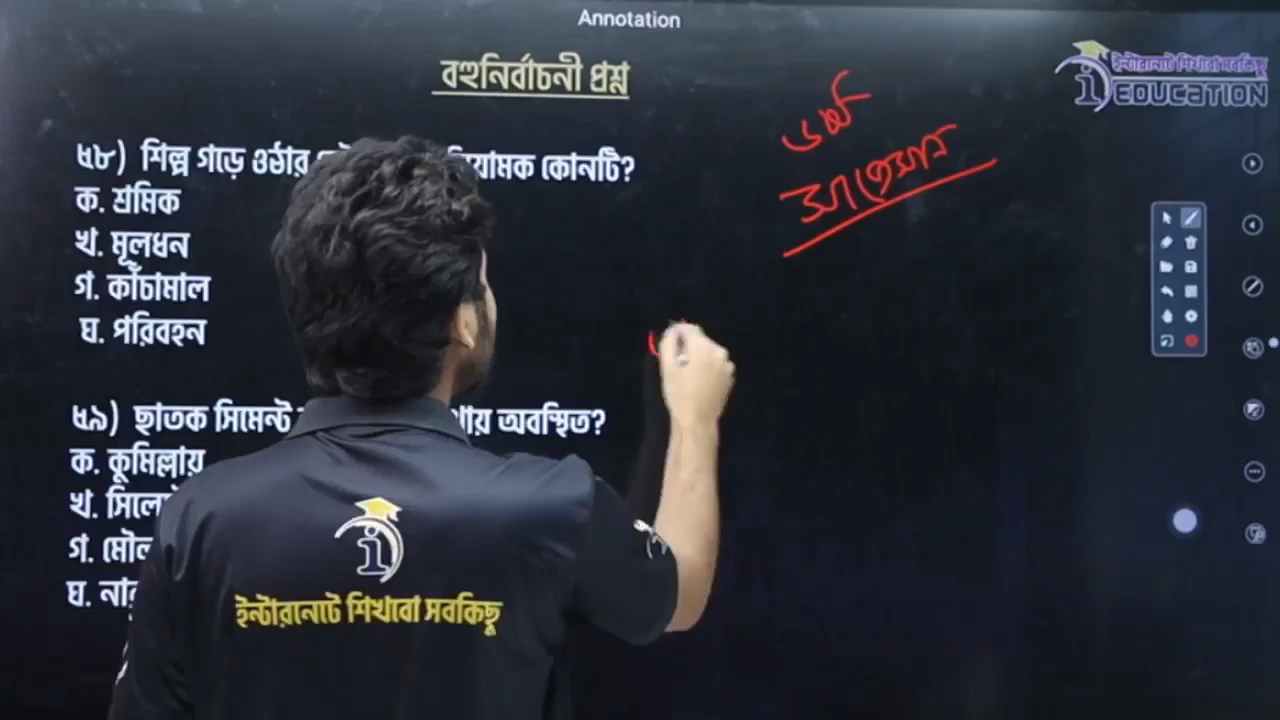 Annotation
বহুনির্বাচনী প্রশ্ন
ইন্টারনেটে শিখবো সবকিছু
EDUCATION
৫৮) শিল্প গড়ে ওঠার কোনটি?
ক. শ্রমিক
খ. মূলধন
গ. কাঁচামাল
ঘ. পরিবহন
৫৯) ছাতক সিমেন্ট অবস্থিত?
ক. কুমিল্লায়
খ.
গ.
ঘ.
ইন্টারনেটে শিখবো সবকিছু